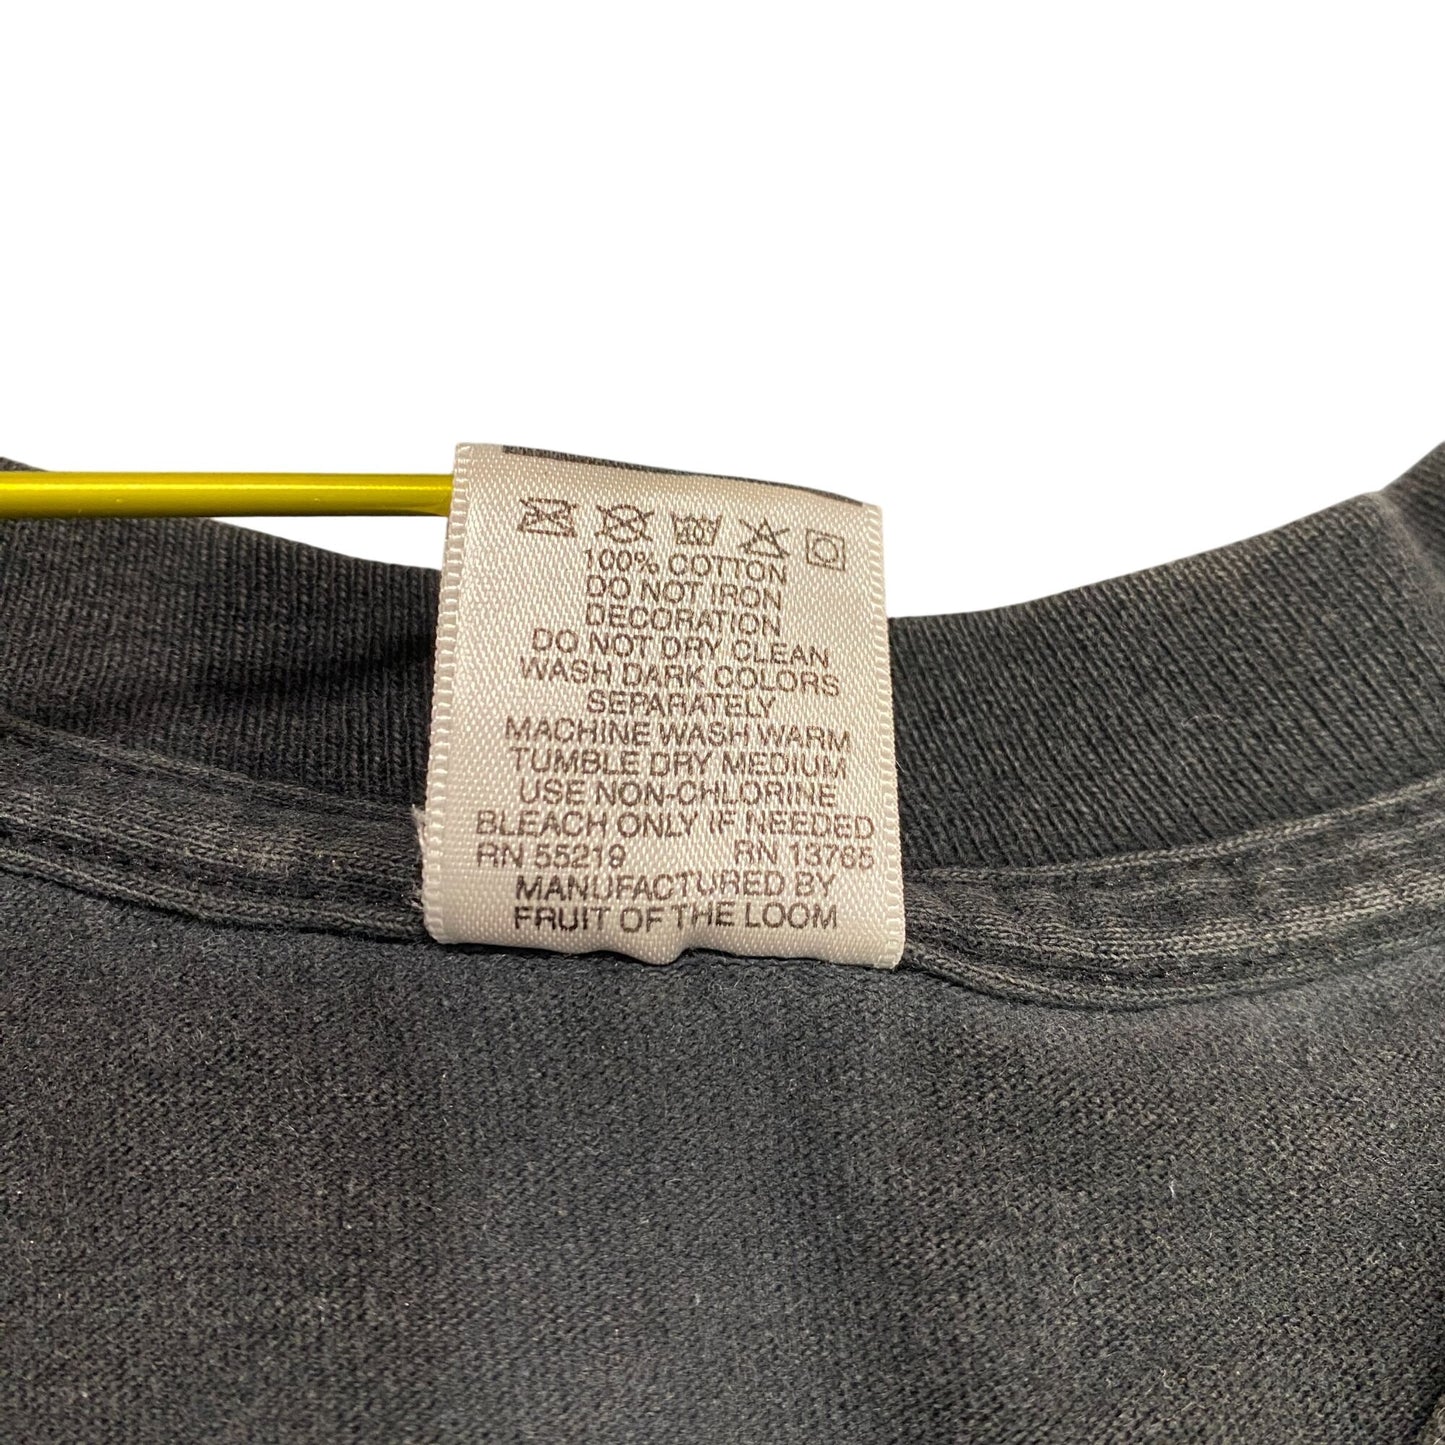 100% COTTON
DO NOT IRON
DECORATION
DO NOT DRY CLEAN
WASH DARK COLORS
SEPARATELY
MACHINE WASH WARM
TUMBLE DRY MEDIUM
USE NON-CHLORINE
BLEACH ONLY IF NEEDED
RN 55219 RN 13765
MANUFACTURED BY
FRUIT OF THE LOOM